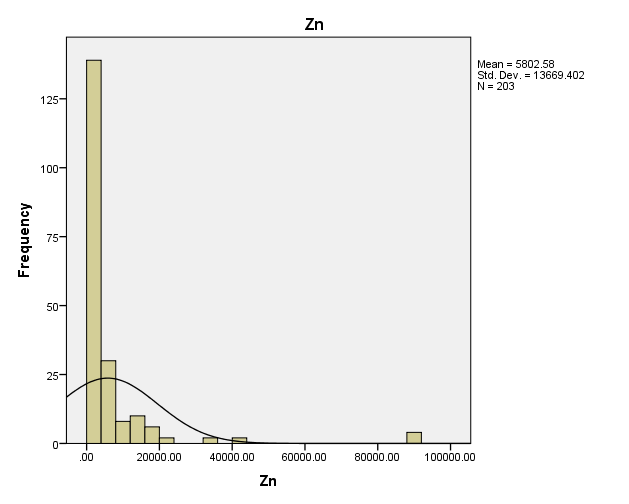 Zn
Mean = 5802.58
Std. Dev. = 13669.402
N = 203
Frequency
125
100
75
50
25
0
.00 20000.00 40000.00 60000.00 80000.00 100000.00
Zn